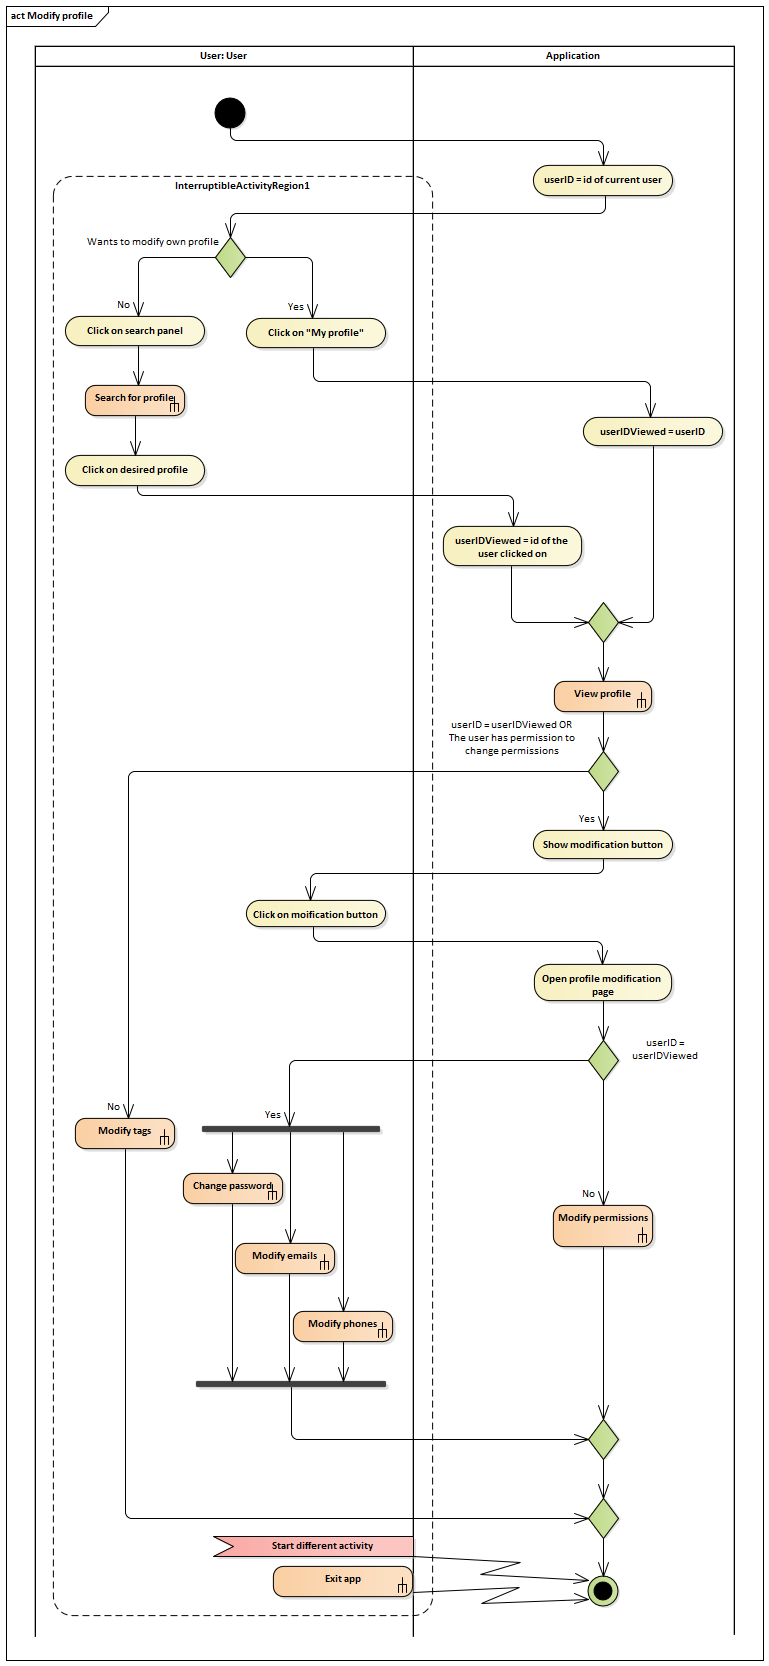 act Modify profile
User: User
Application
userID = id of current user
InterruptibleActivityRegion1
Wants to modify own profile
No
Yes
Click on search panel
Click on "My profile"
Search for profile
userIDViewed = userID
Click on desired profile
userIDViewed = id of the
user clicked on
View profile
userID = userIDViewed OR
The user has permission to
change permissions
Yes
Show modification button
Click on moification button
Open profile modification
page
userID =
userIDViewed
No
Yes
Modify tags
Change password
No
Modify permissions
Modify emails
Modify phones
Start different activity
Exit app